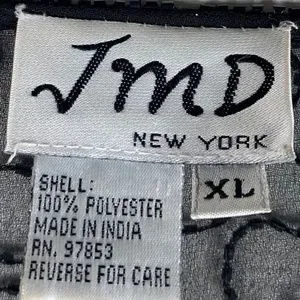 JMD
NEW YORK
XL
SHELL:
100% POLYESTER
MADE IN INDIA
RN. 97853
REVERSE FOR CARE